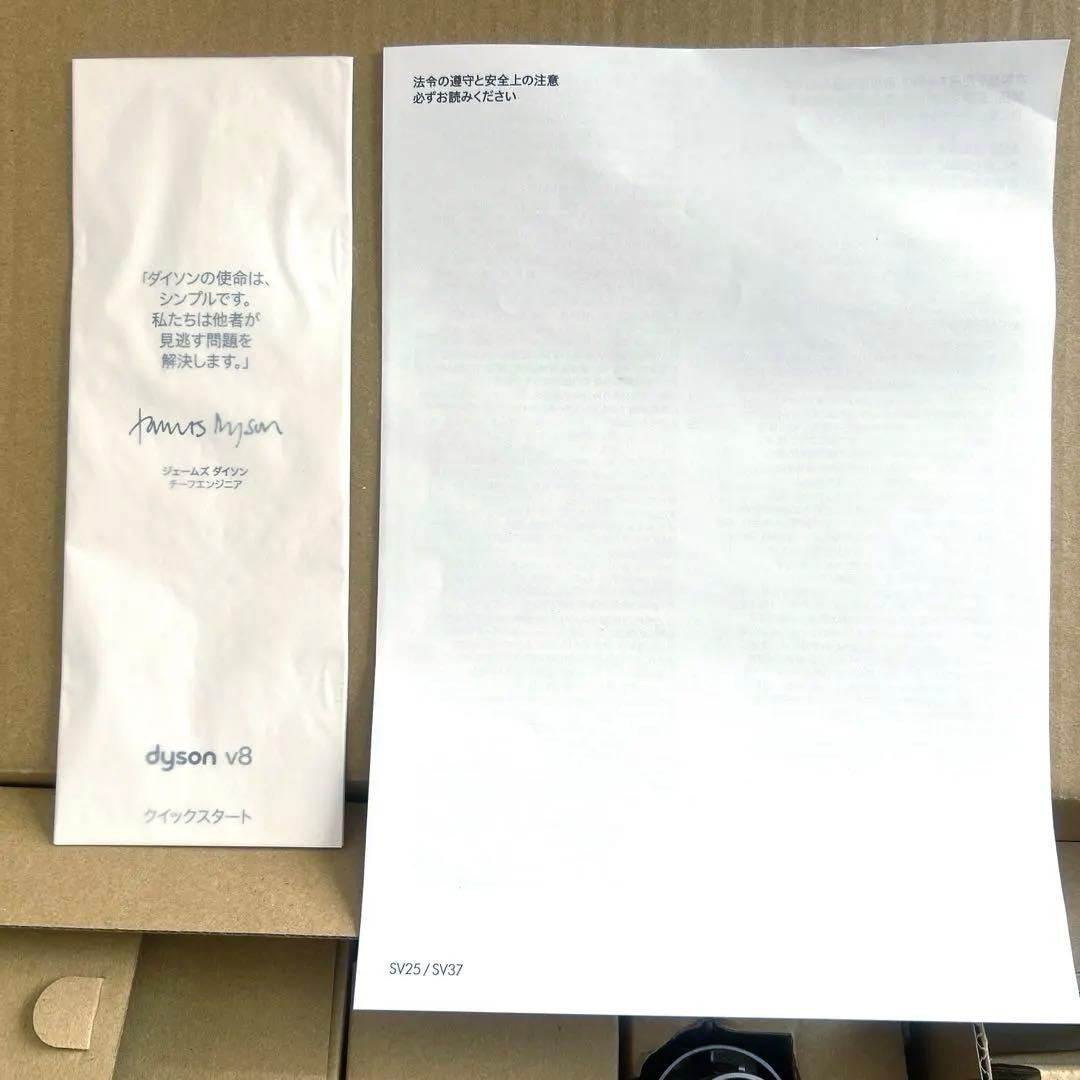 「ダイソンの使命は、
シンプルです。
私たちは他者が
見逃す問題を
解決します。」
James Dyson
ジェームズ ダイソン
チーフエンジニア
dyson v8
クイックスタート
法令の遵守と安全上の注意
必ずお読みください
SV25 / SV37